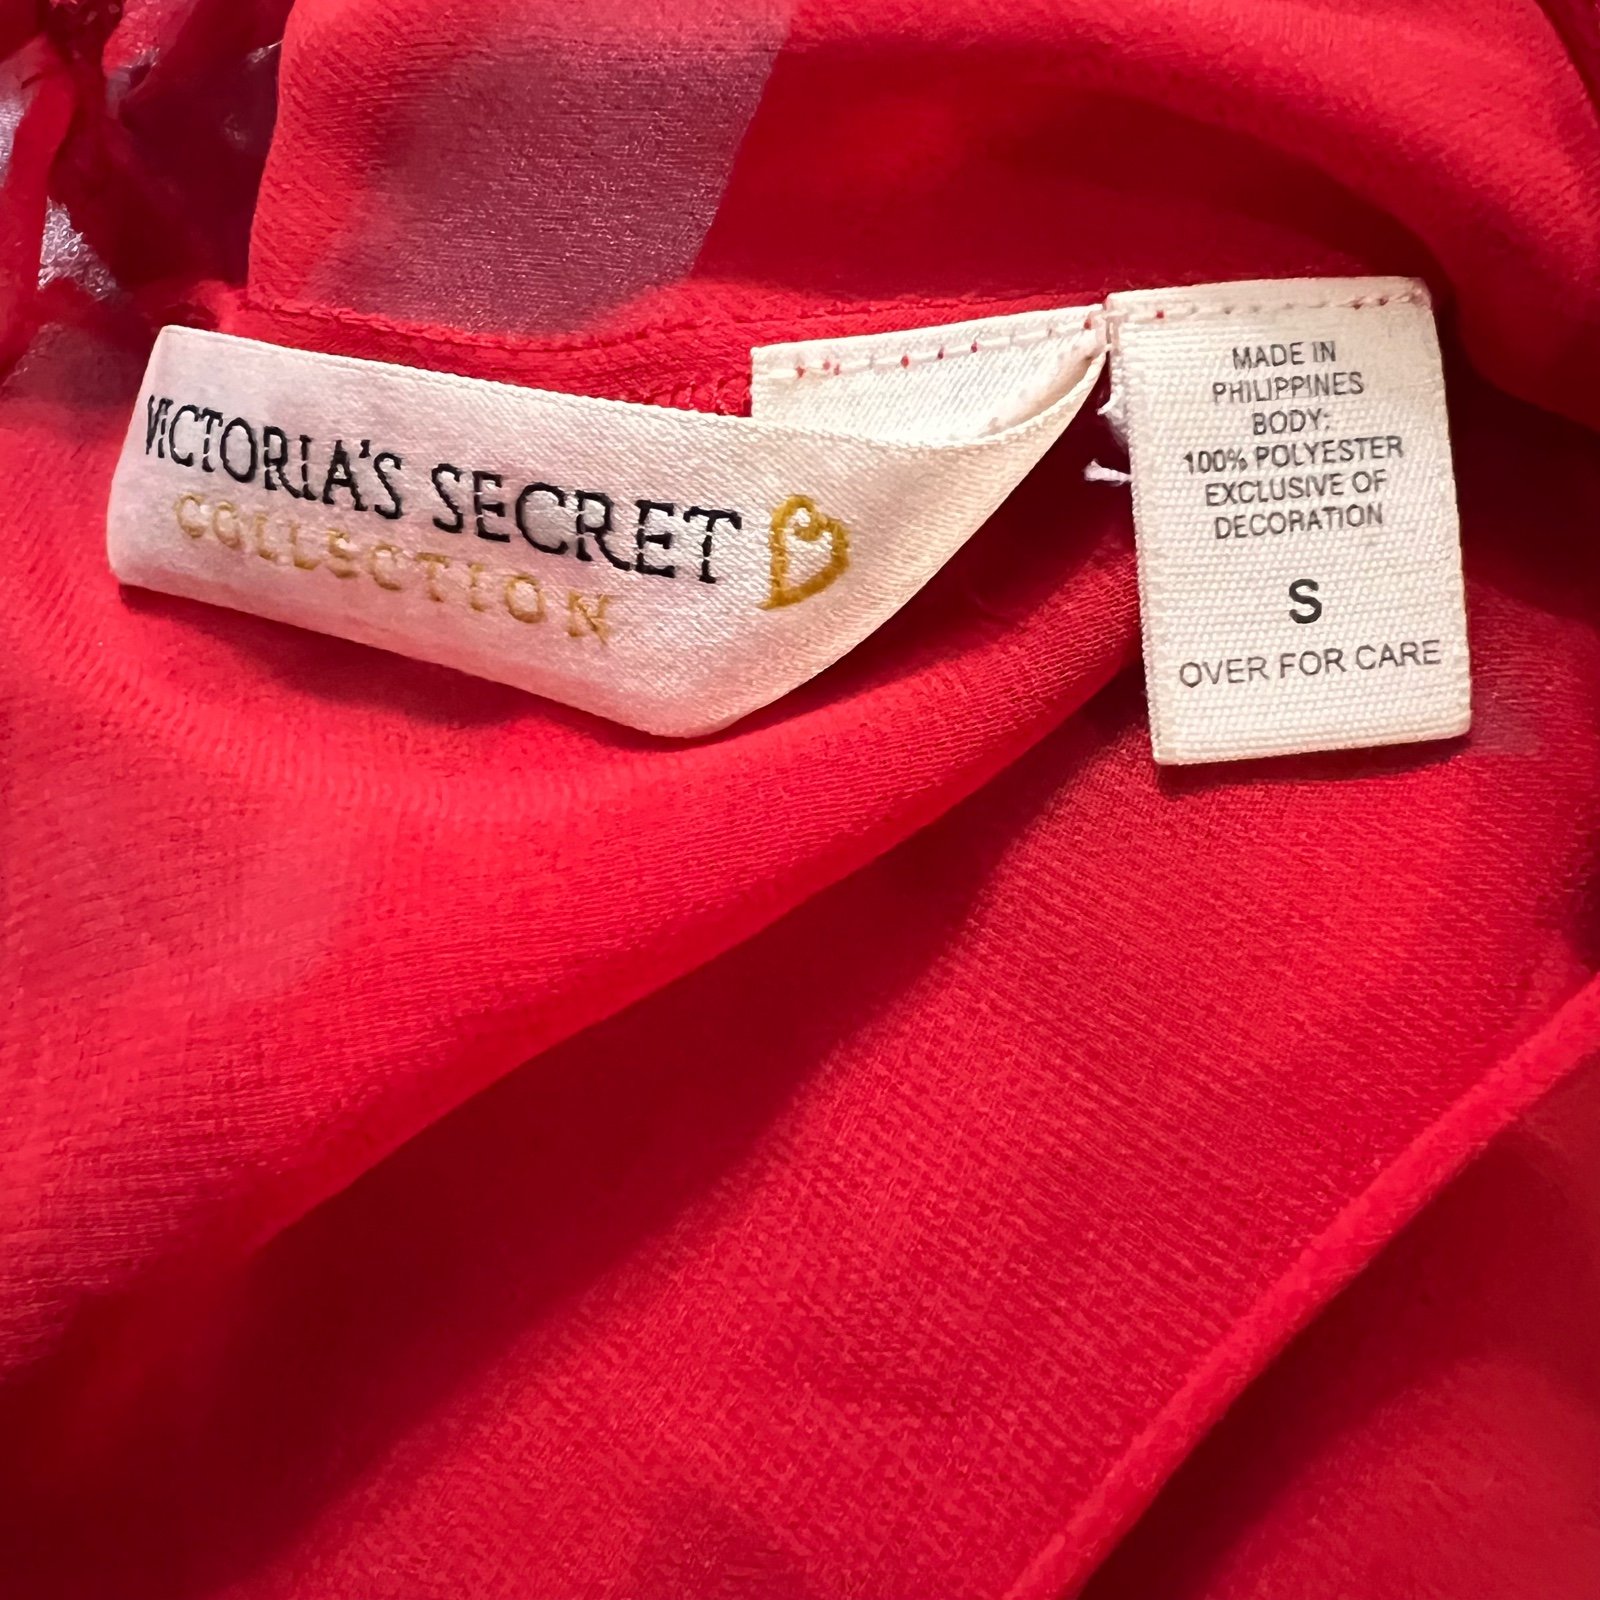 VICTORIA'S SECRET
COLLECTION
MADE IN
PHILIPPINES
BODY:
100% POLYESTER
EXCLUSIVE OF
DECORATION
S
OVER FOR CARE